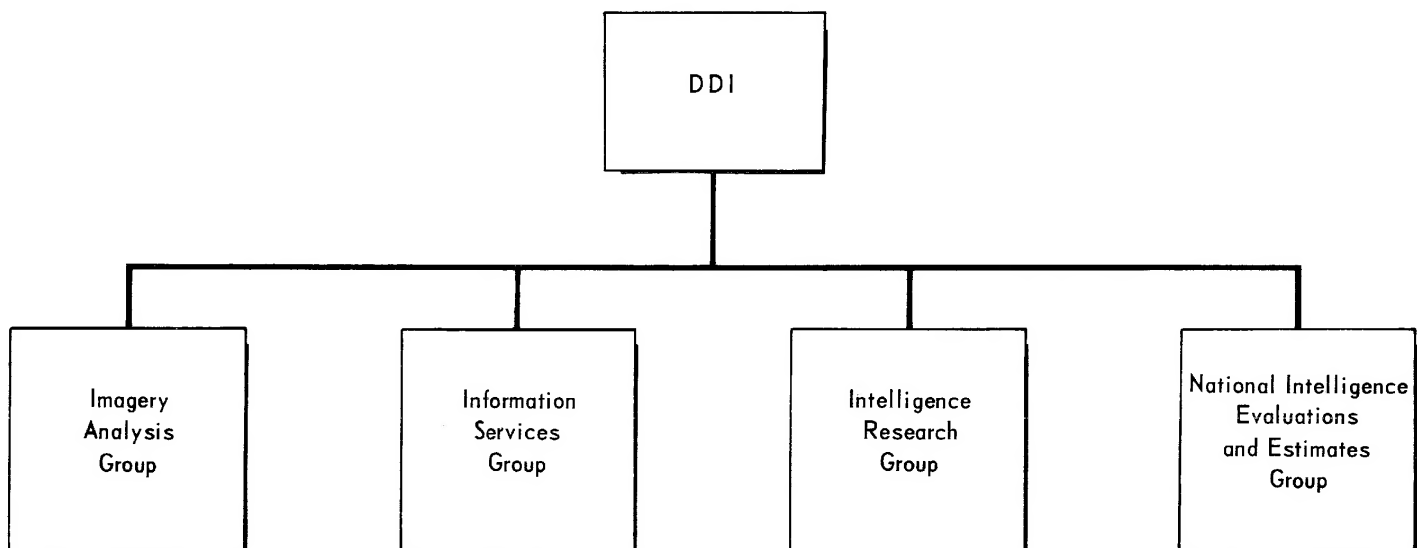 DDI
Imagery
Analysis
Group
Information
Services
Group
Intelligence
Research
Group
National Intelligence
Evaluations
and Estimates
Group